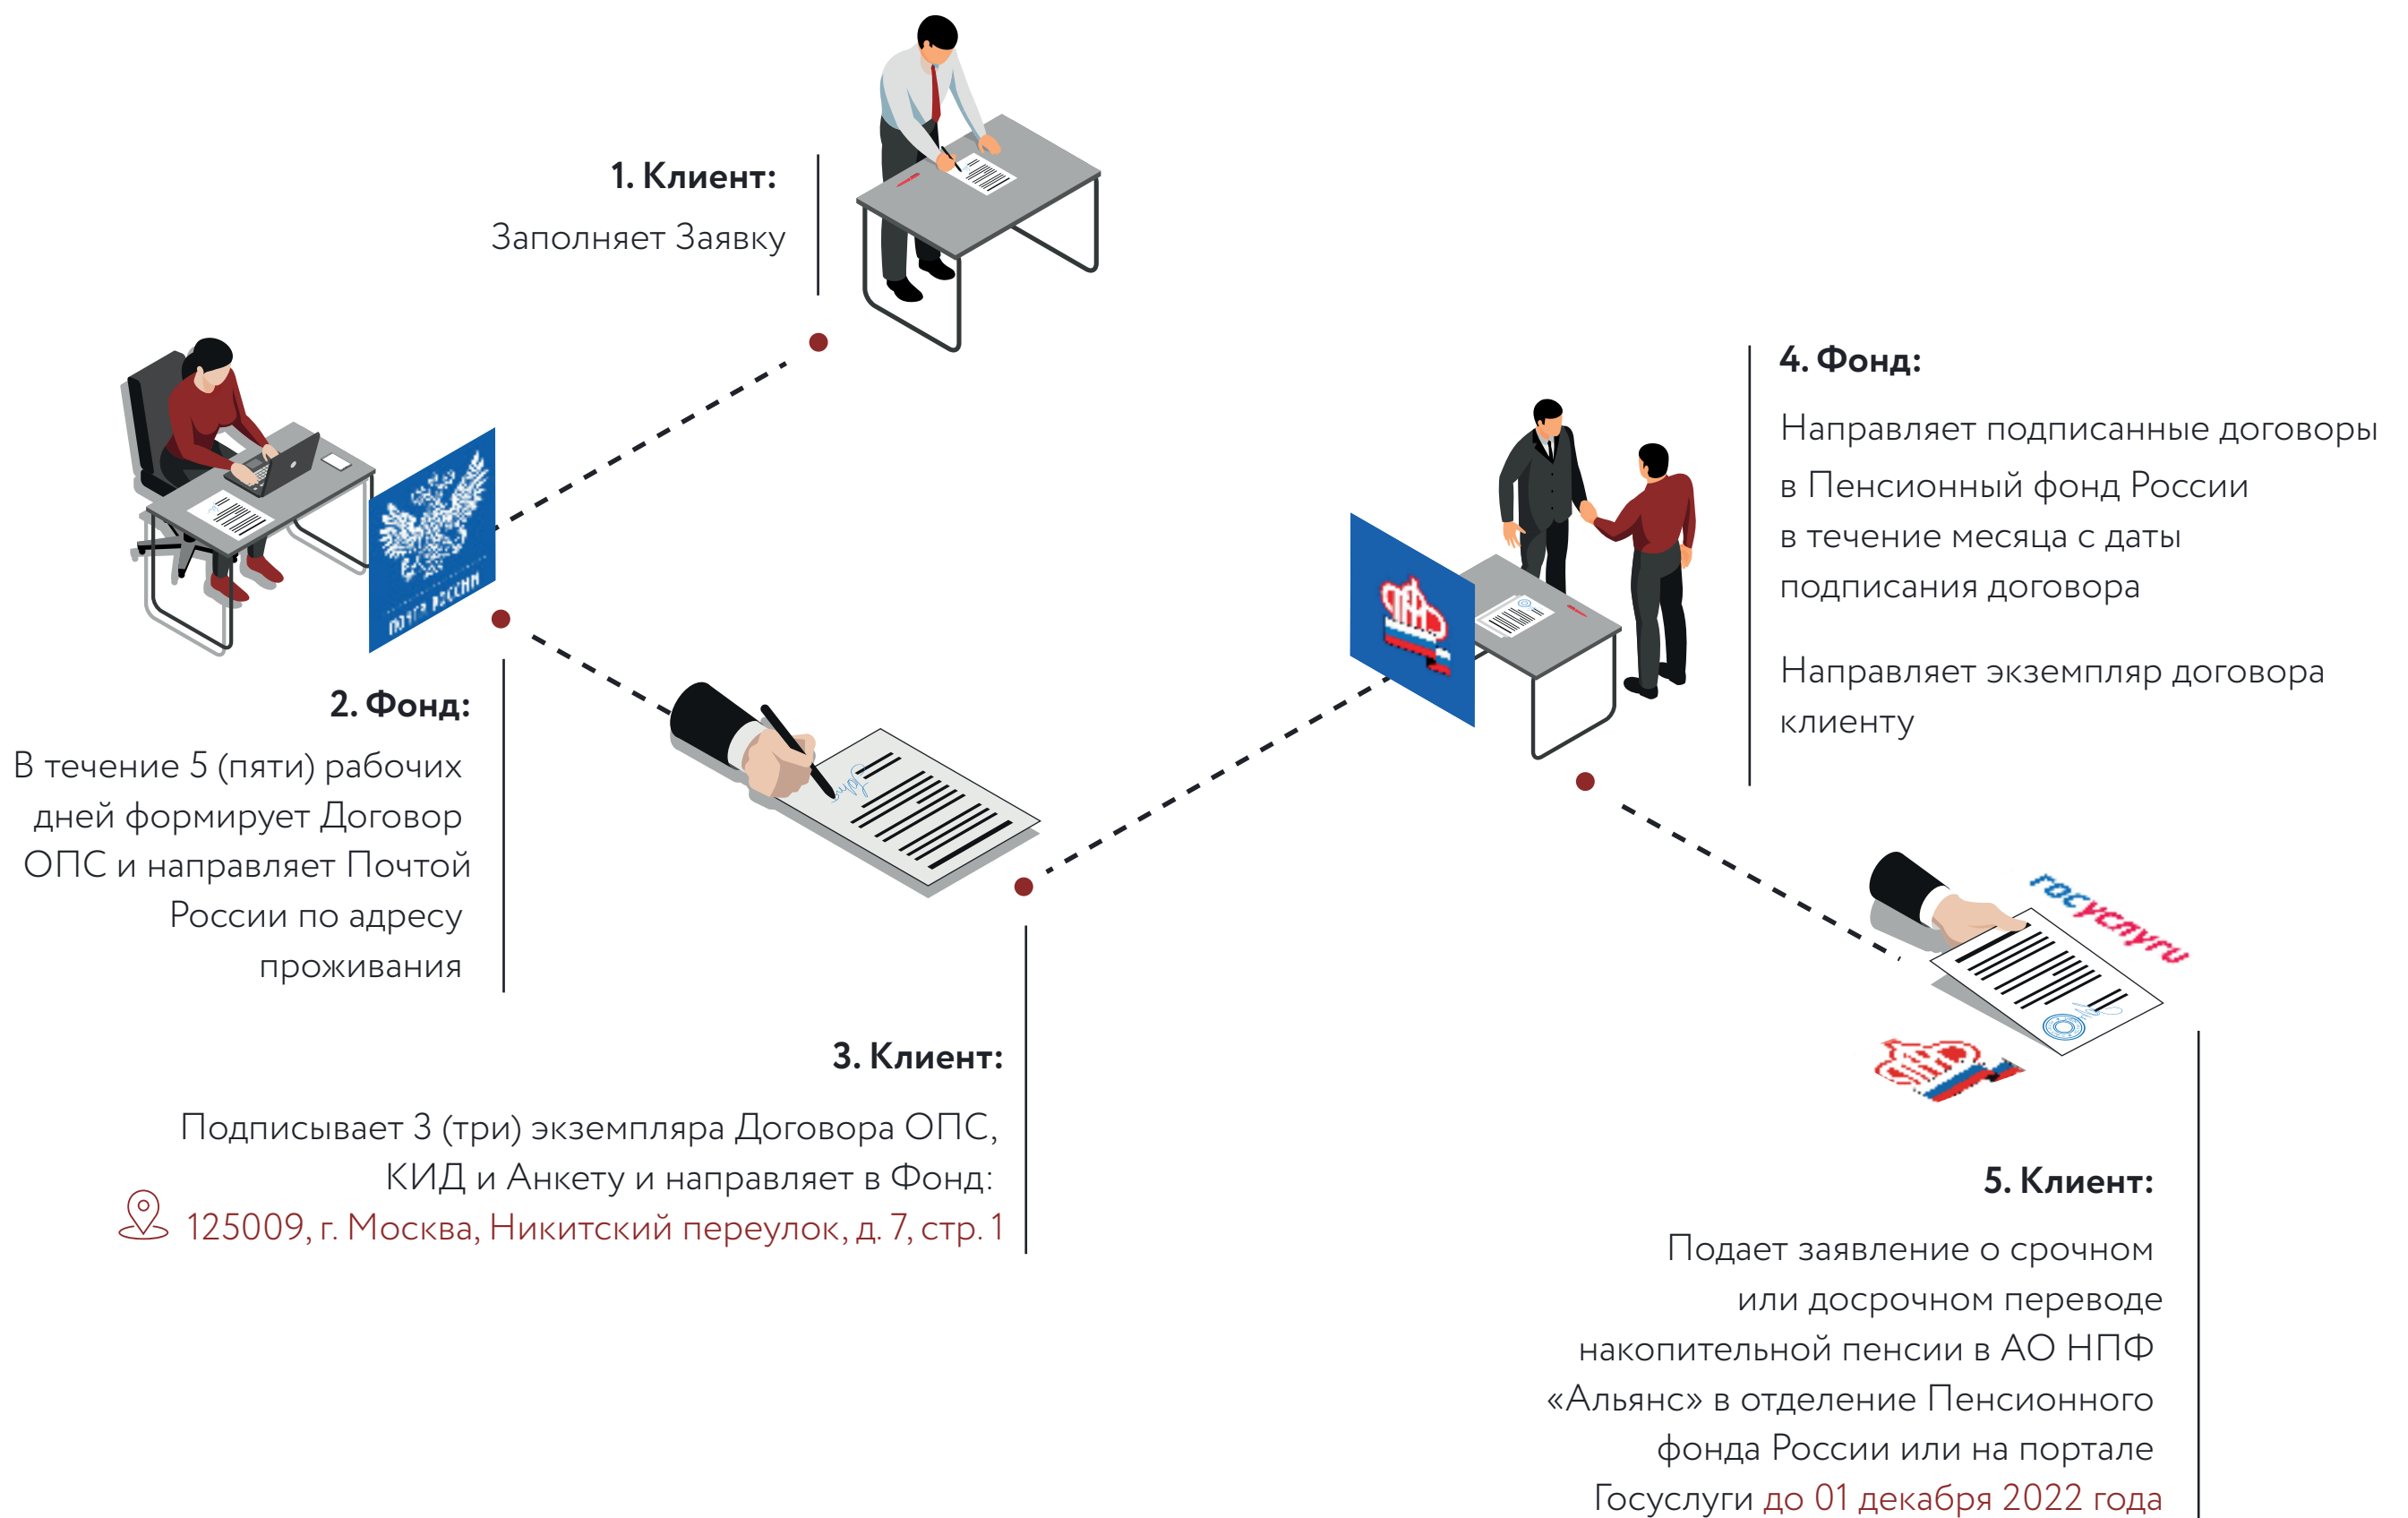 1. Клиент:
Заполняет Заявку
ПОЧТА РОССИИ
2. Фонд:
В течение 5 (пяти) рабочих
дней формирует Договор
ОПС и направляет Почтой
России по адресу
проживания
3. Клиент:
Подписывает 3 (три) экземпляра Договора ОПС,
КИД и Анкету и направляет в Фонд:
125009, г. Москва, Никитский переулок, д. 7, стр. 1
4. Фонд:
Направляет подписанные договоры
в Пенсионный фонд России
в течение месяца с даты
подписания договора
Направляет экземпляр договора
клиенту
госуслуги
5. Клиент:
Подает заявление о срочном
или досрочном переводе
накопительной пенсии в АО НПФ
«Альянс» в отделение Пенсионного
фонда России или на портале
Госуслуги до 01 декабря 2022 года